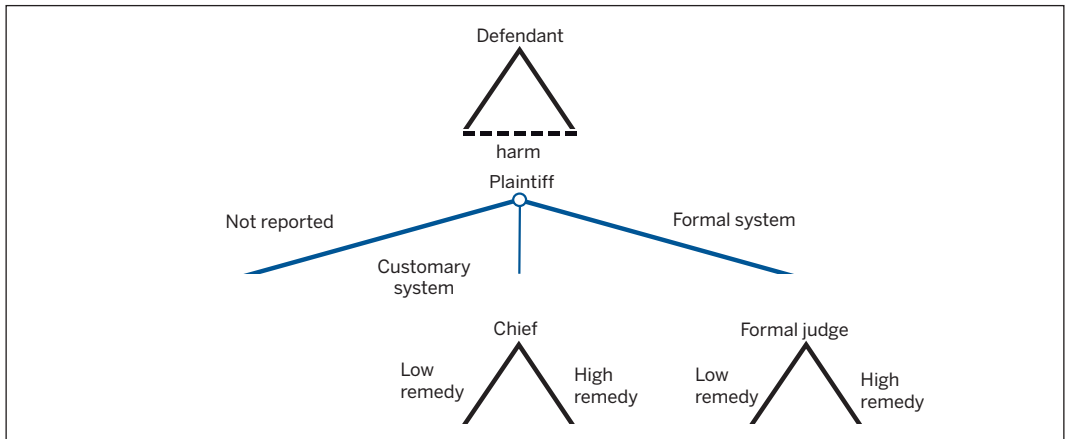 Defendant
harm
Plaintiff
Not reported
Formal system
Customary
system
Chief
Formal judge
Low
remedy
High
remedy
Low
remedy
High
remedy